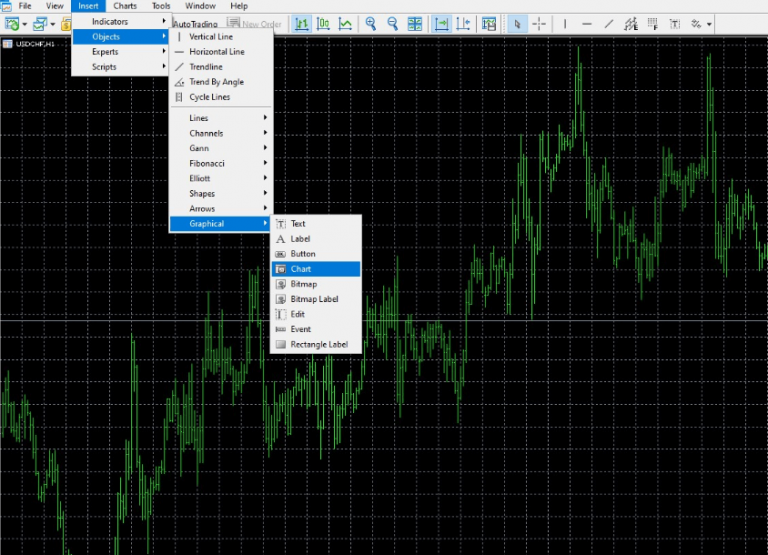 File View Insert Charts Tools Window Help
AutoTrading New Order
USDCHF,H1
Indicators
Objects
Experts
Scripts
Vertical Line
Horizontal Line
Trendline
Trend By Angle
Cycle Lines
Lines
Channels
Gann
Fibonacci
Elliott
Shapes
Arrows
Graphical
Text
Label
Button
Chart
Bitmap
Bitmap Label
Edit
Event
Rectangle Label